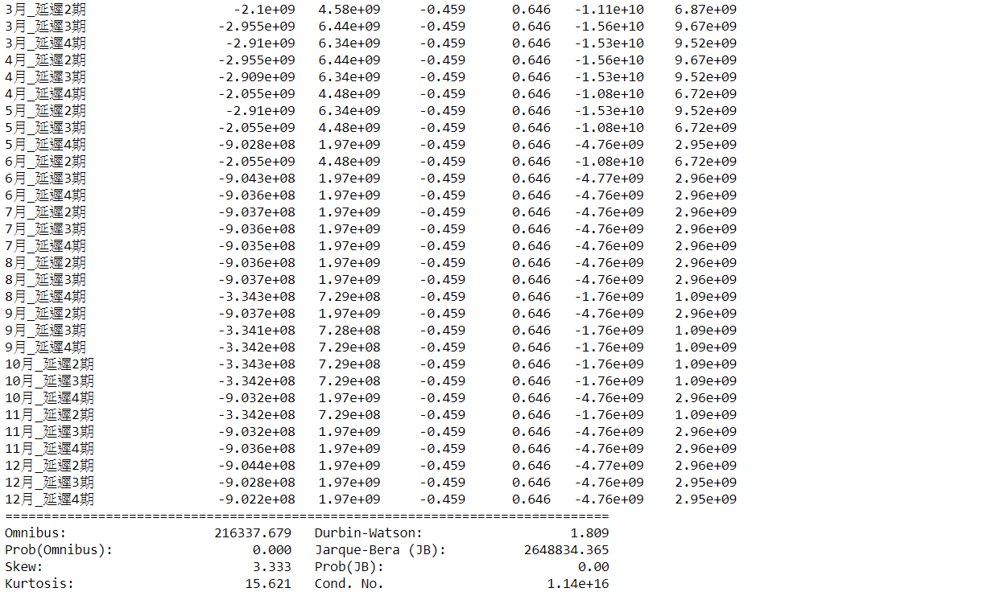 3月_延遲2期 -2.1e+09 4.58e+09 -0.459 0.646 -1.11e+10 6.87e+09
3月_延遲3期 -2.955e+09 6.44e+09 -0.459 0.646 -1.56e+10 9.67e+09
3月_延遲4期 -2.91e+09 6.34e+09 -0.459 0.646 -1.53e+10 9.52e+09
4月_延遲2期 -2.955e+09 6.44e+09 -0.459 0.646 -1.56e+10 9.67e+09
4月_延遲3期 -2.909e+09 6.34e+09 -0.459 0.646 -1.53e+10 9.52e+09
4月_延遲4期 -2.055e+09 4.48e+09 -0.459 0.646 -1.08e+10 6.72e+09
5月_延遲2期 -2.91e+09 6.34e+09 -0.459 0.646 -1.53e+10 9.52e+09
5月_延遲3期 -2.055e+09 4.48e+09 -0.459 0.646 -1.08e+10 6.72e+09
5月_延遲4期 -9.028e+08 1.97e+09 -0.459 0.646 -4.76e+09 2.95e+09
6月_延遲2期 -2.055e+09 4.48e+09 -0.459 0.646 -1.08e+10 6.72e+09
6月_延遲3期 -9.043e+08 1.97e+09 -0.459 0.646 -4.77e+09 2.96e+09
6月_延遲4期 -9.036e+08 1.97e+09 -0.459 0.646 -4.76e+09 2.96e+09
7月_延遲2期 -9.037e+08 1.97e+09 -0.459 0.646 -4.76e+09 2.96e+09
7月_延遲3期 -9.036e+08 1.97e+09 -0.459 0.646 -4.76e+09 2.96e+09
7月_延遲4期 -9.035e+08 1.97e+09 -0.459 0.646 -4.76e+09 2.96e+09
8月_延遲2期 -9.036e+08 1.97e+09 -0.459 0.646 -4.76e+09 2.96e+09
8月_延遲3期 -9.037e+08 1.97e+09 -0.459 0.646 -4.76e+09 2.96e+09
8月_延遲4期 -3.343e+08 7.29e+08 -0.459 0.646 -1.76e+09 1.09e+09
9月_延遲2期 -9.037e+08 1.97e+09 -0.459 0.646 -4.76e+09 2.96e+09
9月_延遲3期 -3.341e+08 7.28e+08 -0.459 0.646 -1.76e+09 1.09e+09
9月_延遲4期 -3.342e+08 7.29e+08 -0.459 0.646 -1.76e+09 1.09e+09
10月_延遲2期 -3.343e+08 7.29e+08 -0.459 0.646 -1.76e+09 1.09e+09
10月_延遲3期 -3.342e+08 7.29e+08 -0.459 0.646 -1.76e+09 1.09e+09
10月_延遲4期 -9.032e+08 1.97e+09 -0.459 0.646 -4.76e+09 2.96e+09
11月_延遲2期 -3.342e+08 7.29e+08 -0.459 0.646 -1.76e+09 1.09e+09
11月_延遲3期 -9.032e+08 1.97e+09 -0.459 0.646 -4.76e+09 2.96e+09
11月_延遲4期 -9.036e+08 1.97e+09 -0.459 0.646 -4.76e+09 2.96e+09
12月_延遲2期 -9.044e+08 1.97e+09 -0.459 0.646 -4.77e+09 2.96e+09
12月_延遲3期 -9.028e+08 1.97e+09 -0.459 0.646 -4.76e+09 2.95e+09
12月_延遲4期 -9.022e+08 1.97e+09 -0.459 0.646 -4.76e+09 2.95e+09
==============================================================================
Omnibus: 216337.679 Durbin-Watson: 1.809
Prob(Omnibus): 0.000 Jarque-Bera (JB): 2648834.365
Skew: 3.333 Prob(JB): 0.00
Kurtosis: 15.621 Cond. No. 1.14e+16